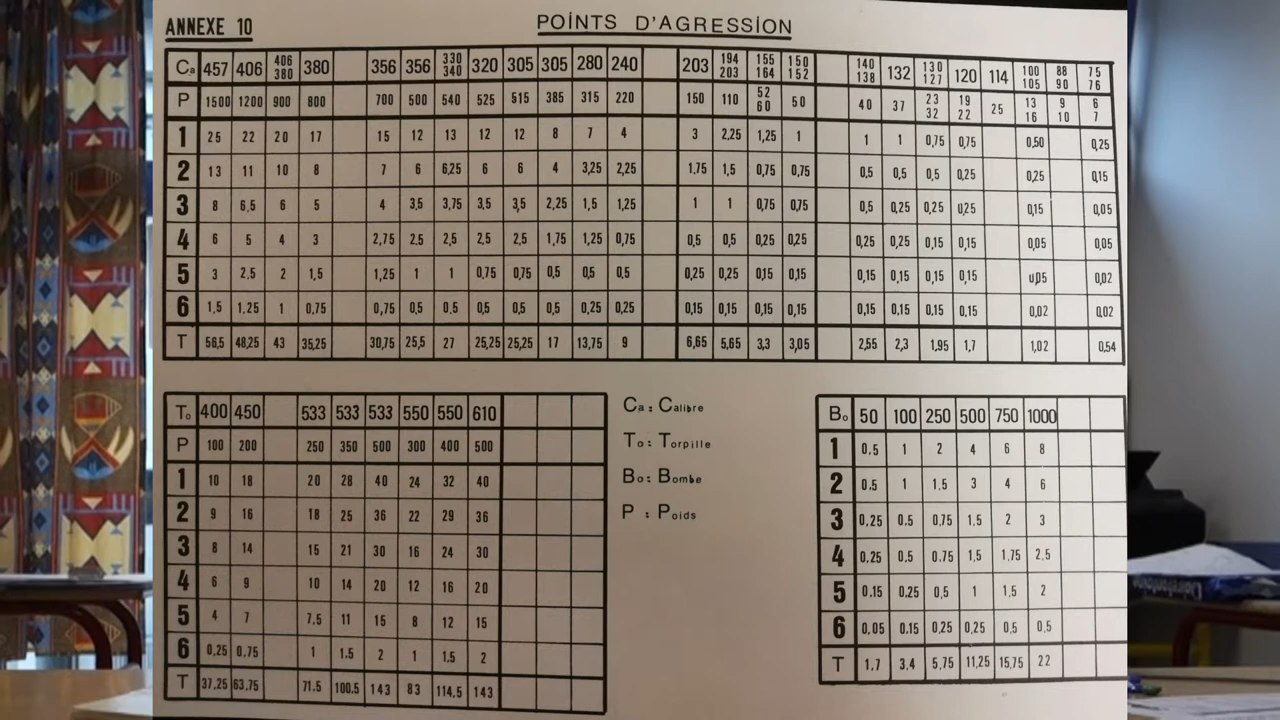 ANNEXE 10
POINTS D'AGRESSION
Ca 457 406 406 380 380 356 356 330 340 320 305 305 280 240 203 194 203 155 164 150 152 140 138 132 130 127 120 114 100 105 88 90 75 76
P 1500 1200 900 800 700 500 540 525 515 385 315 220 150 110 52 60 50 40 37 23 32 19 22 25 13 16 9 10 6 7
1 25 22 20 17 15 12 13 12 12 8 7 4 3 2,25 1,25 1 1 1 0,75 0,75 0,50 0,25
2 13 11 10 8 7 6 6,25 6 6 4 3,25 2,25 1.75 1,5 0,75 0,75 0,5 0,5 0,5 0,25 0,25 0,15
3 8 6,5 6 5 4 3,5 3,75 3,5 3,5 2,25 1,5 1,25 1 1 0,75 0,75 0,5 0,25 0,25 0,25 0,15 0,05
4 6 5 4 3 2,75 2,5 2,5 2,5 2,5 1,75 1,25 0,75 0,5 0,5 0,25 0,25 0,25 0,25 0,15 0,15 0,05 0,05
5 3 2,5 2 1,5 1,25 1 1 0,75 0,75 0,5 0,5 0,5 0,25 0,25 0,15 0,15 0,15 0,15 0,15 0,15 0,05 0,02
6 1,5 1,25 1 0,75 0,75 0,5 0,5 0,5 0,5 0,5 0,25 0,25 0,15 0,15 0,15 0,15 0,15 0,15 0,15 0,15 0,02 0,02
T 56,5 48,25 43 35,25 30,75 25,5 27 25,25 25,25 17 13,75 9 6,65 5,65 3,3 3,05 2,55 2,3 1,95 1,7 1,02 0,54
To 400 450 533 533 533 550 550 610
P 100 200 250 350 500 300 400 500
1 10 18 20 28 40 24 32 40
2 9 16 18 25 36 22 29 36
3 8 14 15 21 30 16 24 30
4 6 9 10 14 20 12 16 20
5 4 7 7.5 11 15 8 12 15
6 0,25 0,75 1 1.5 2 1 1,5 2
T 37,25 63,75 71.5 100.5 143 83 114,5 143
Ca: Calibre
To: Torpille
Bo: Bombe
P : Poids
Bo 50 100 250 500 750 1000
1 0.5 1 2 4 6 8
2 0.5 1 1.5 3 4 6
3 0,25 0.5 0,75 1.5 2 3
4 0.25 0.5 0.75 1,5 1.75 2.5
5 0.15 0.25 0,5 1 1,5 2
6 0,05 0.15 0,25 0,25 0,5 0,5
T 1.7 3.4 5.75 11,25 15,75 22